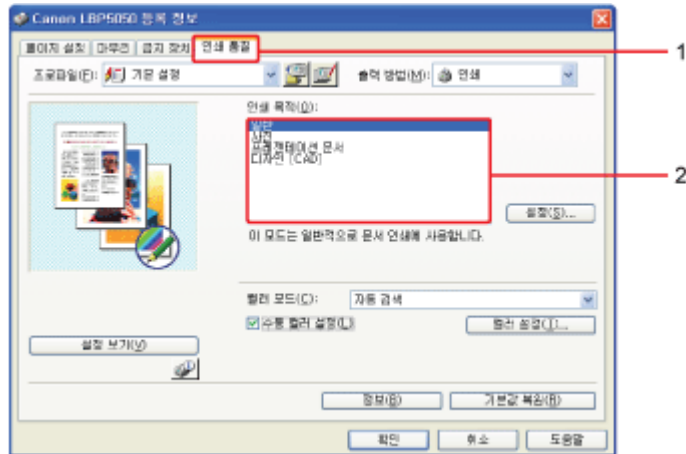 Canon LBP5050 등록 정보
페이지 설정 마무리 급지 장치 인쇄 품질
1
프로파일(F): 기본 설정 출력 방법(M): 인쇄
인쇄 목적(O):
일반
사진
프레젠테이션 문서
디자인 [CAD]
2
설정(S)...
이 모드는 일반적으로 문서 인쇄에 사용합니다.
컬러 모드(C): 자동 검색
수동 컬러 설정(L)
컬러 설정(T)...
설정 보기(V)
정보(B) 기본값 복원(R)
확인 취소 도움말